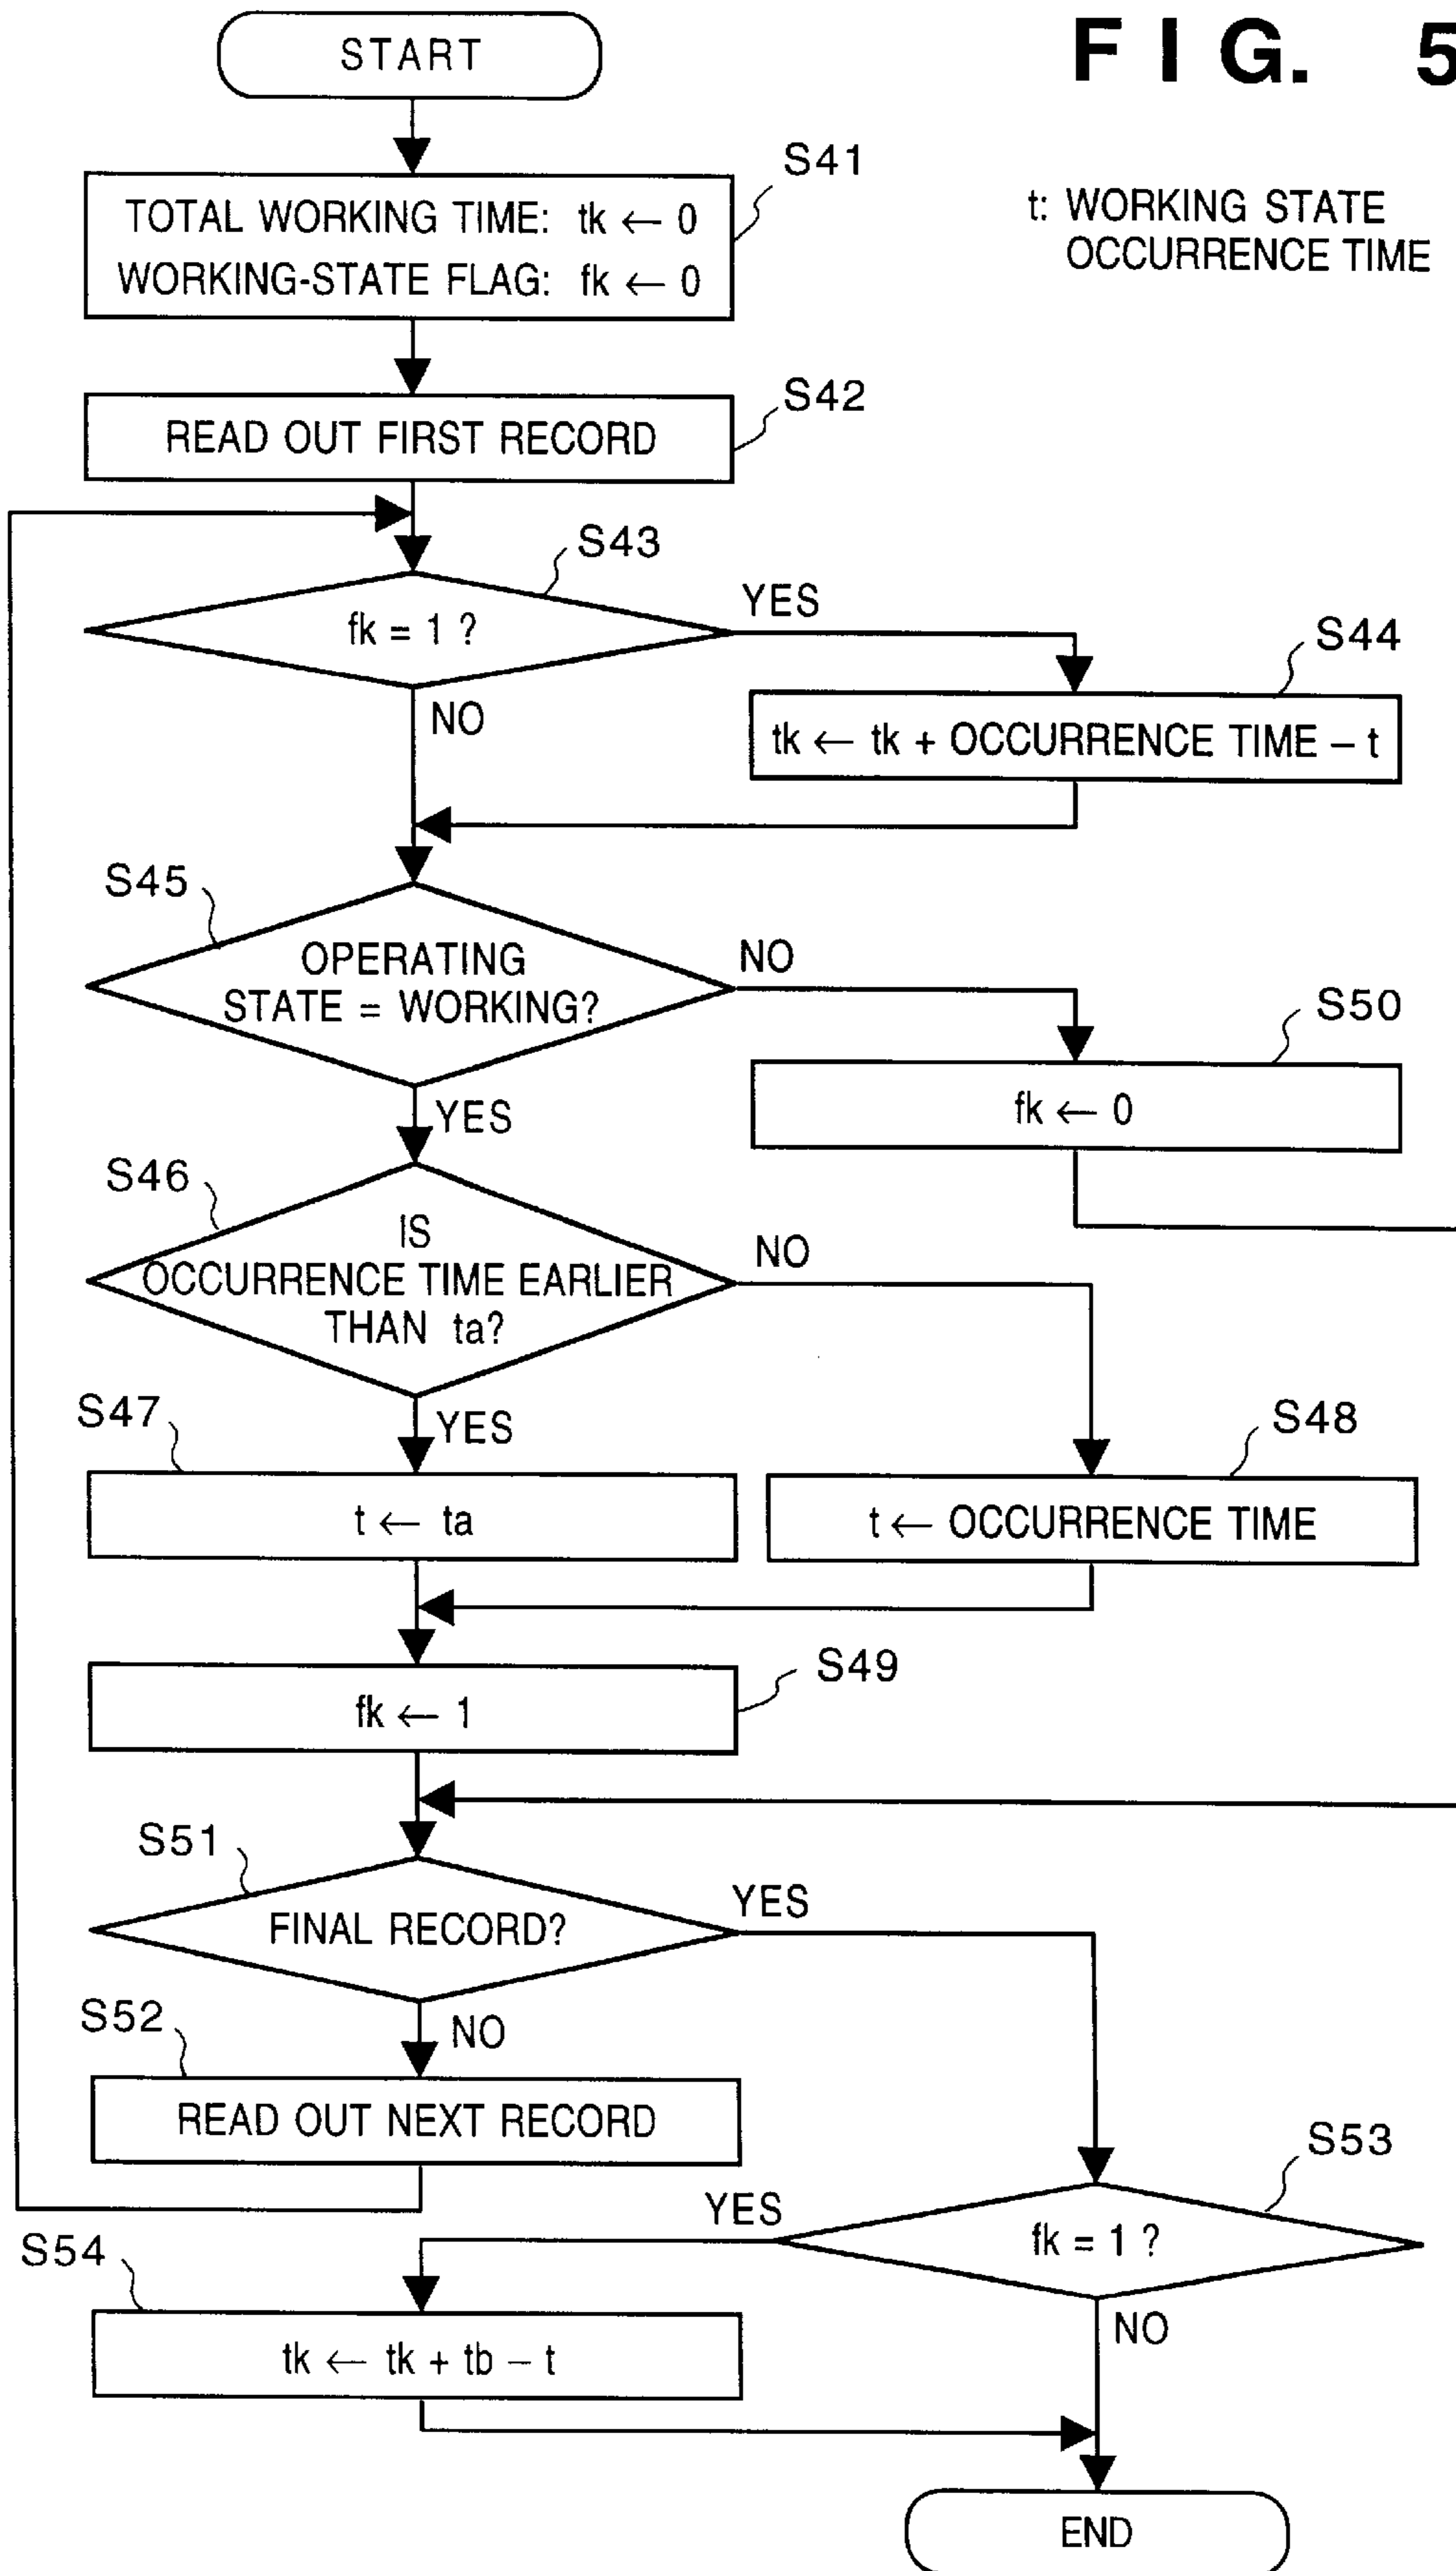 FIG. 5
START
S41
TOTAL WORKING TIME: tk ← 0
WORKING-STATE FLAG: fk ← 0
t: WORKING STATE
OCCURRENCE TIME
S42
READ OUT FIRST RECORD
S43
fk = 1 ?
YES
NO
S44
tk ← tk + OCCURRENCE TIME – t
S45
OPERATING
STATE = WORKING?
NO
YES
S50
fk ← 0
S46
IS
OCCURRENCE TIME EARLIER
THAN ta?
NO
YES
S47
t ← ta
S48
t ← OCCURRENCE TIME
S49
fk ← 1
S51
FINAL RECORD?
YES
NO
S52
READ OUT NEXT RECORD
S53
fk = 1 ?
YES
NO
S54
tk ← tk + tb – t
END